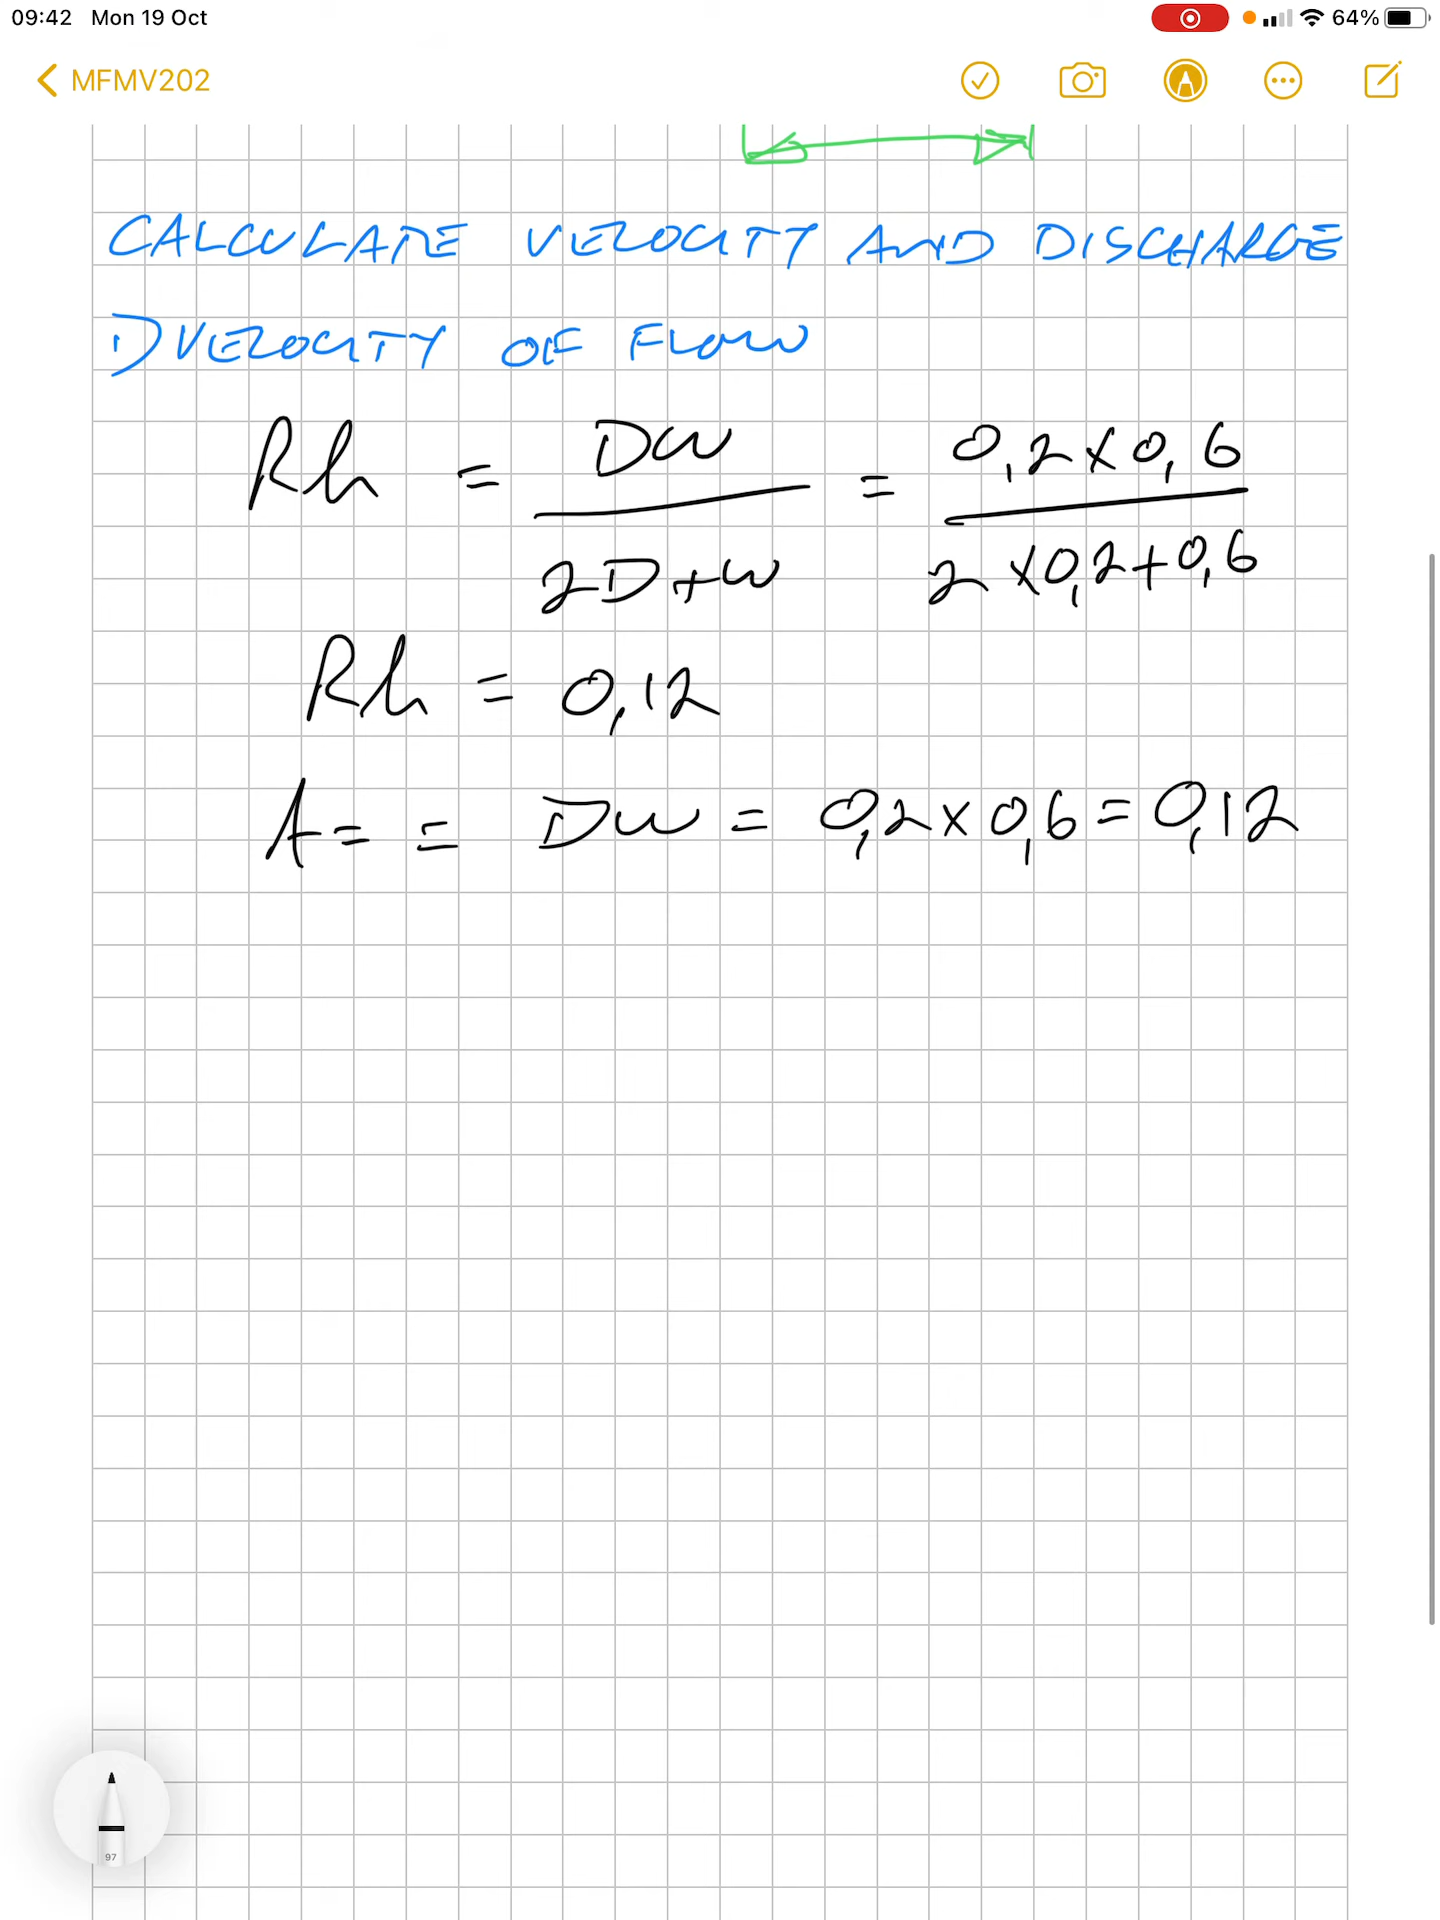 09:42 Mon 19 Oct 64%
MFMV202
CALCULATE VELOCITY AND DISCHARGE
1) VELOCITY OF FLOW
Rh = DW / 2D+W = 0,2 x 0,6 / 2 x 0,2 + 0,6
Rh = 0,12
A = = DW = 0,2 x 0,6 = 0,12
97